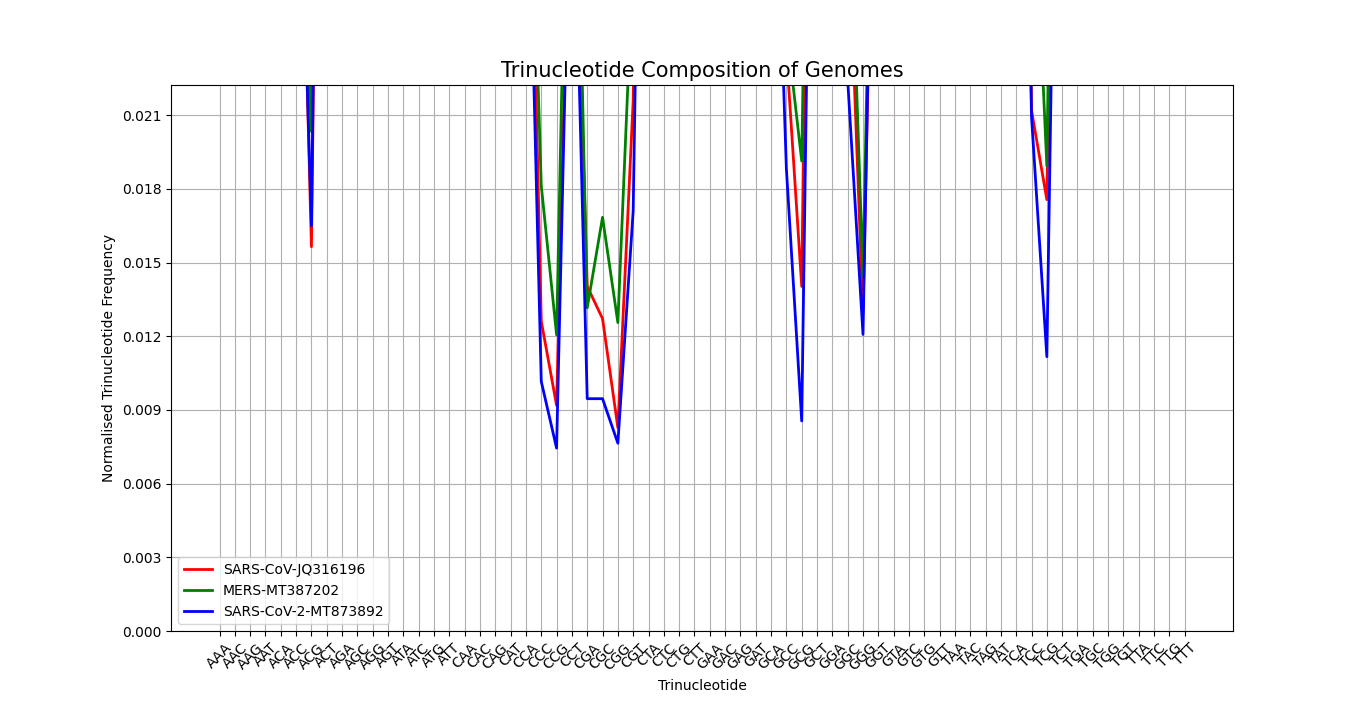 Trinucleotide Composition of Genomes
Normalised Trinucleotide Frequency
0.021
0.018
0.015
0.012
0.009
0.006
0.003
0.000
SARS-CoV-JQ316196
MERS-MT387202
SARS-CoV-2-MT873892
AAA AAC AAG AAT ACA ACC ACG ACT AGA AGC AGG AGT ATA ATC ATG ATT CAA CAC CAG CAT CCA CCC CCG CCT CGA CGC CGG CGT CTA CTC CTG CTT GAA GAC GAG GAT GCA GCC GCG GCT GGA GGC GGG GGT GTA GTC GTG GTT TAA TAC TAG TAT TCA TCC TCG TCT TGA TGC TGG TGT TTA TTC TTG TTT
Trinucleotide